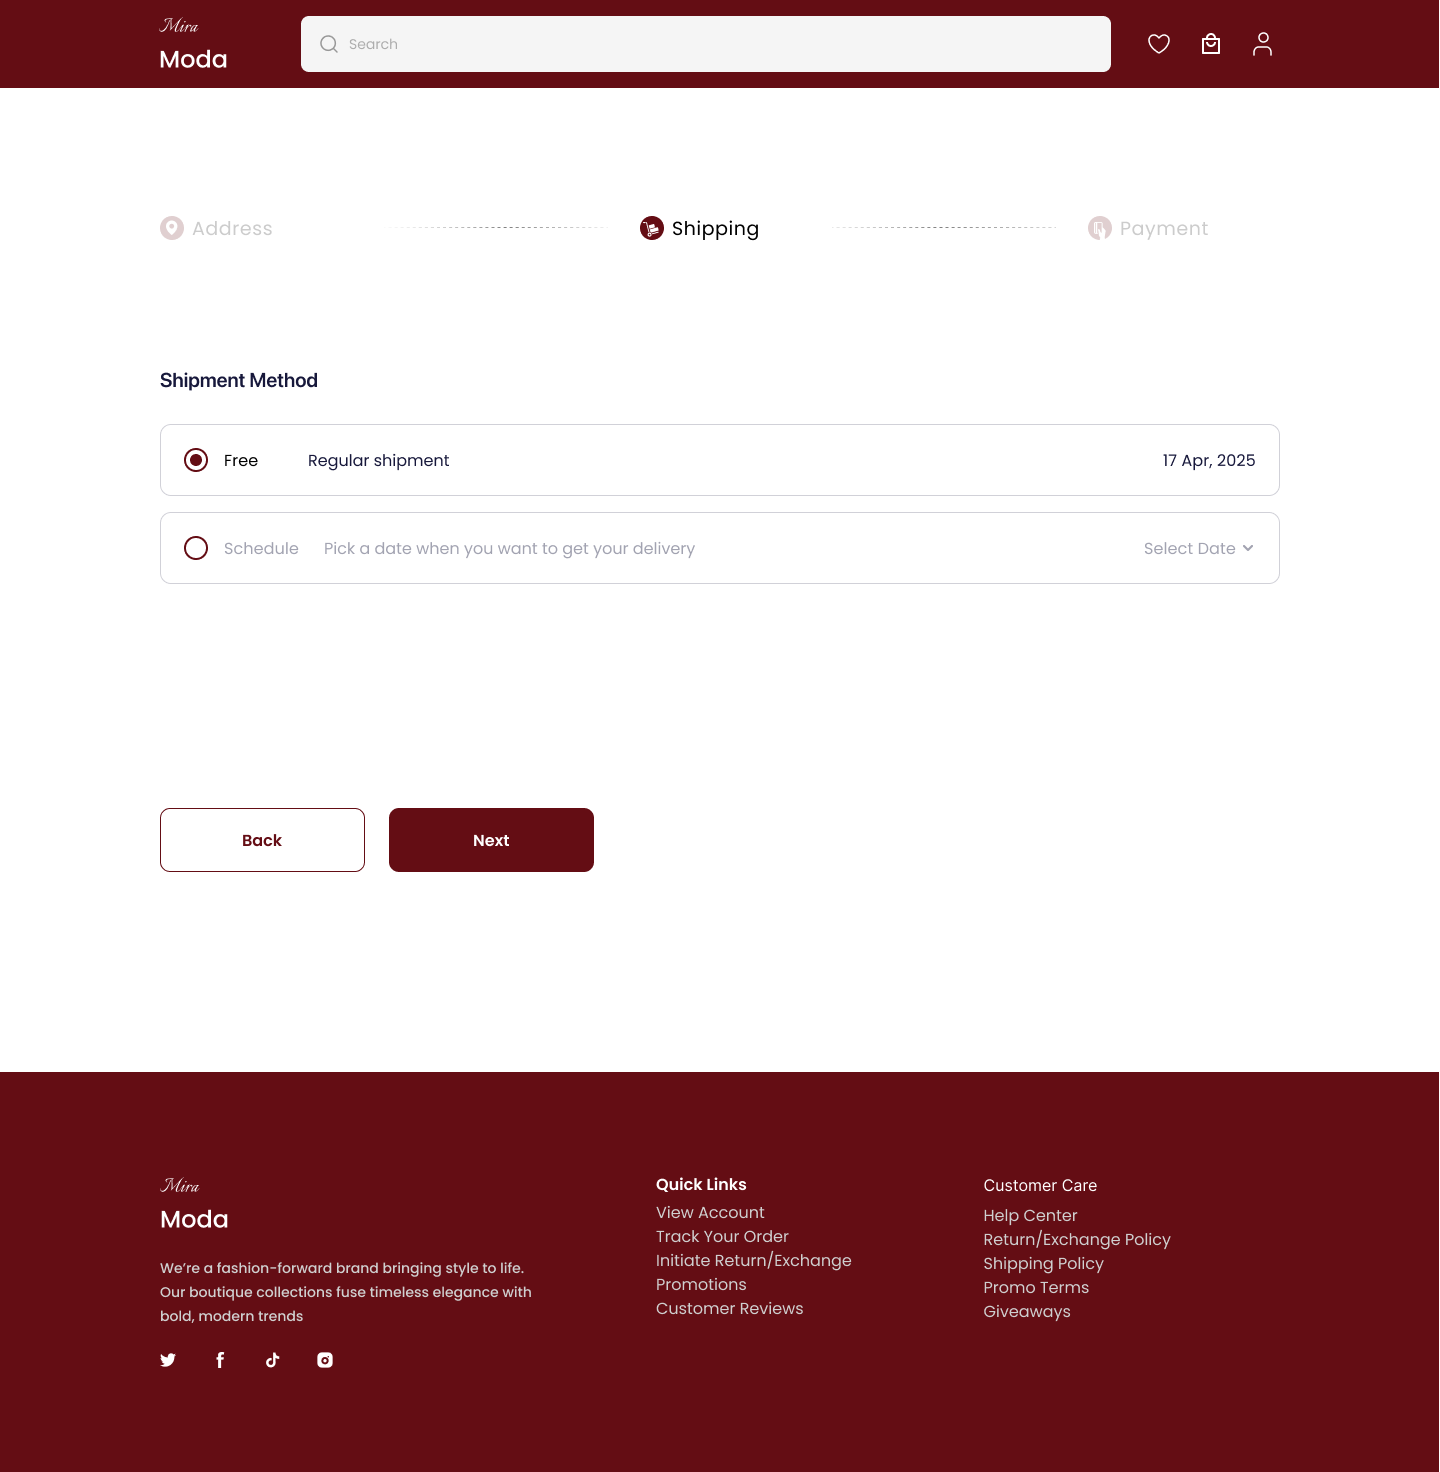 Mira
Moda
Search
Address
Shipping
Payment
Shipment Method
Free Regular shipment 17 Apr, 2025
Schedule Pick a date when you want to get your delivery Select Date
Back
Next
Mira
Moda
We’re a fashion-forward brand bringing style to life.
Our boutique collections fuse timeless elegance with
bold, modern trends
Quick Links
View Account
Track Your Order
Initiate Return/Exchange
Promotions
Customer Reviews
Customer Care
Help Center
Return/Exchange Policy
Shipping Policy
Promo Terms
Giveaways